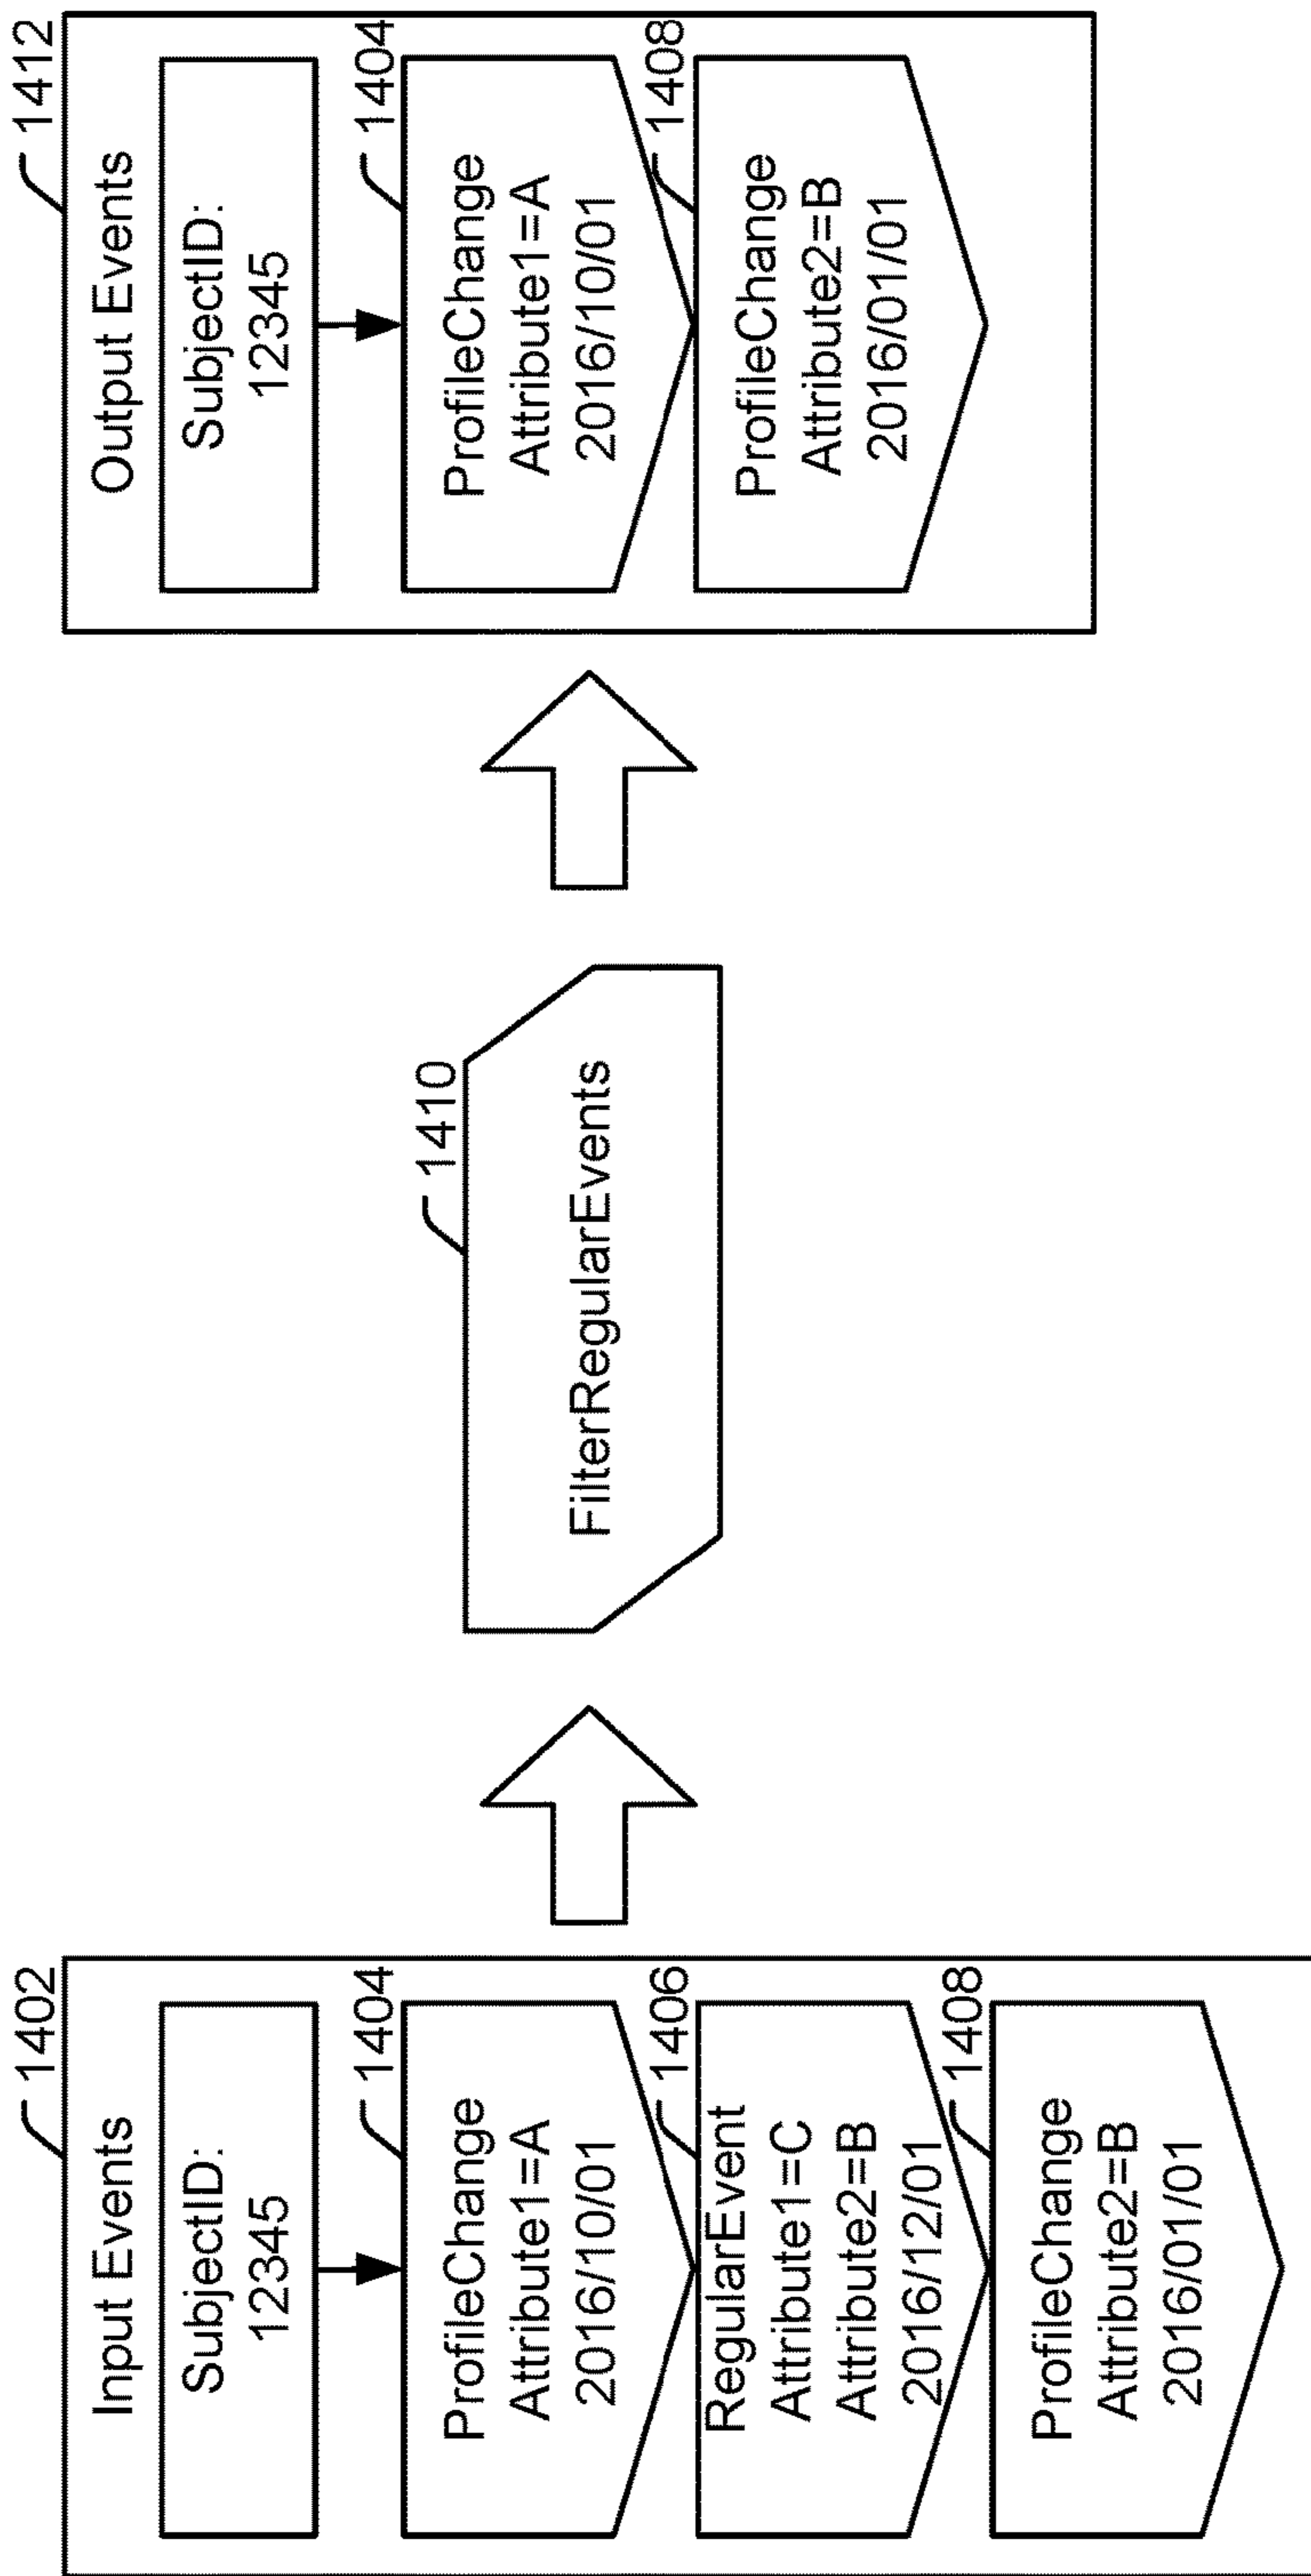 1402
Input Events
SubjectID:
12345
1404
ProfileChange
Attribute1=A
2016/10/01
1406
RegularEvent
Attribute1=C
Attribute2=B
2016/12/01
1408
ProfileChange
Attribute2=B
2016/01/01
1410
FilterRegularEvents
1412
Output Events
SubjectID:
12345
1404
ProfileChange
Attribute1=A
2016/10/01
1408
ProfileChange
Attribute2=B
2016/01/01